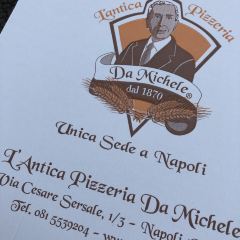 L'antica Pizzeria
Da Michele®
dal 1870
Unica Sede a Napoli
L'Antica Pizzeria Da Michele
Via Cesare Sersale, 1/3 - Napoli
Tel. 081 5539204 - www